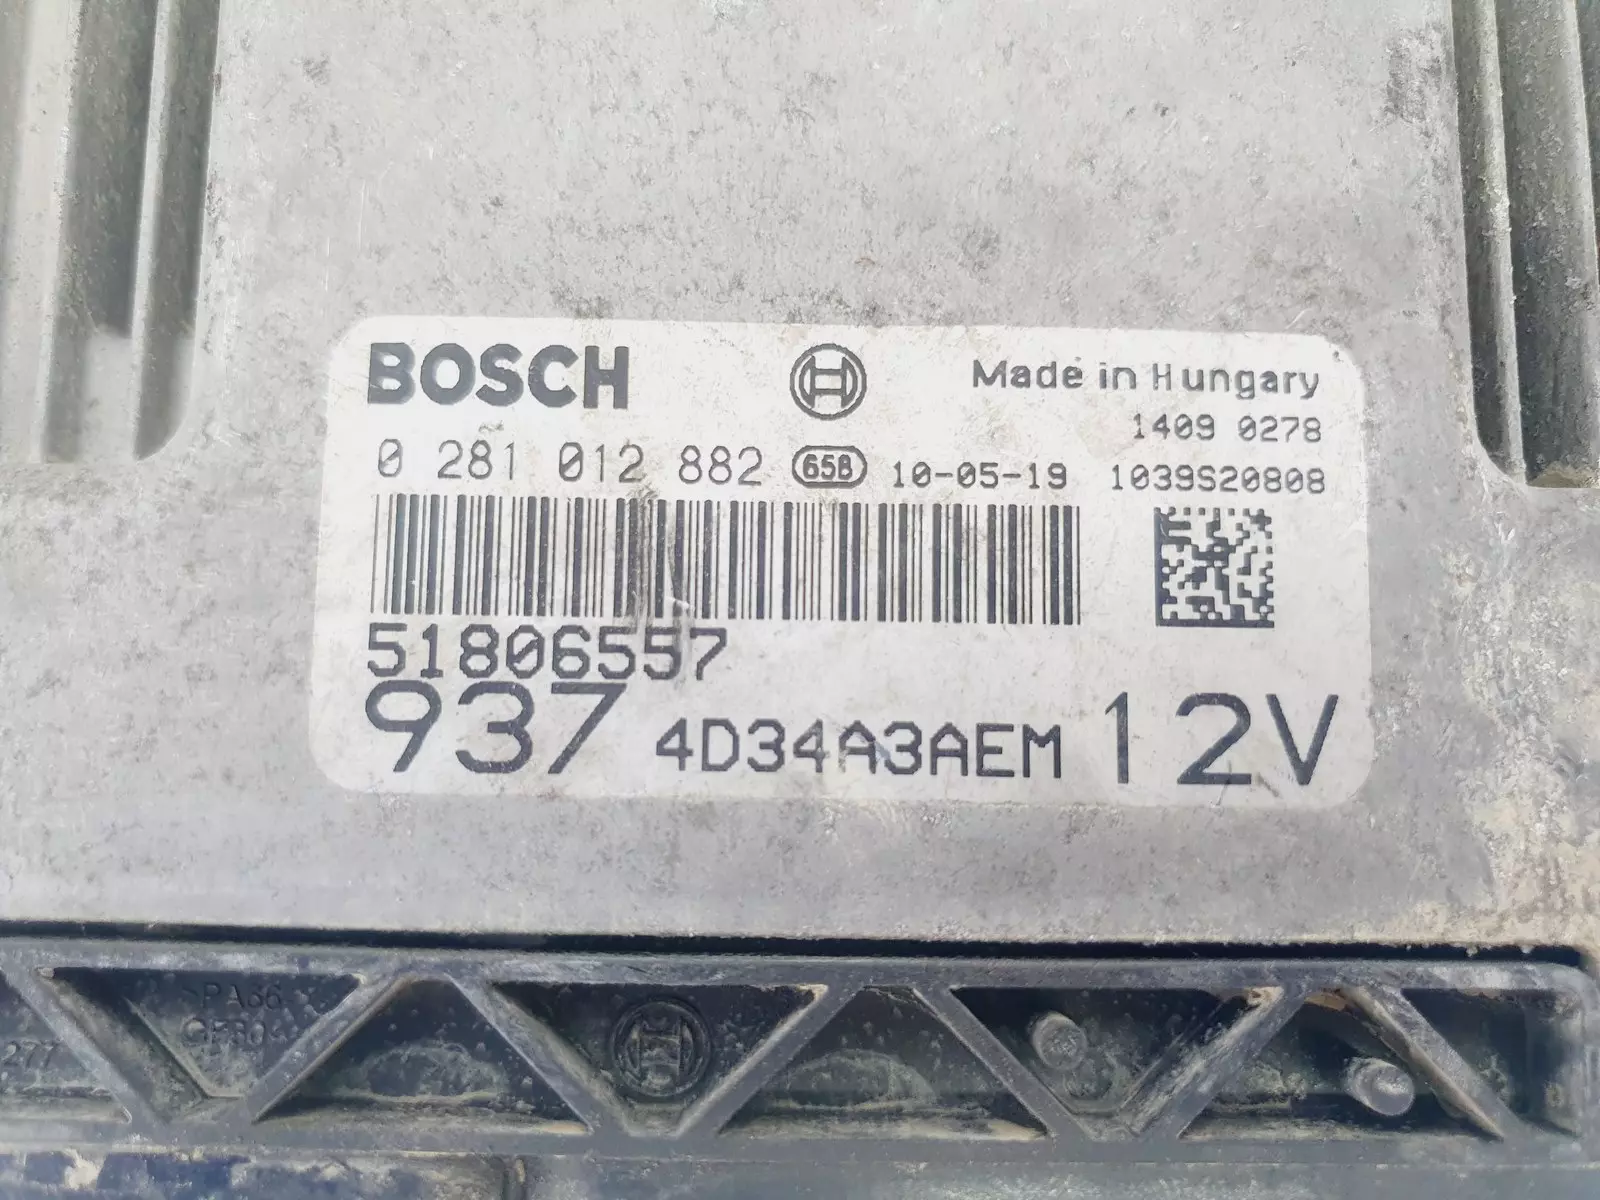 BOSCH Made in Hungary
1409 0278
0 281 012 882 658 10-05-19 1039S20808
51806557
937 4D34A3AEM 12V
>PA66
277